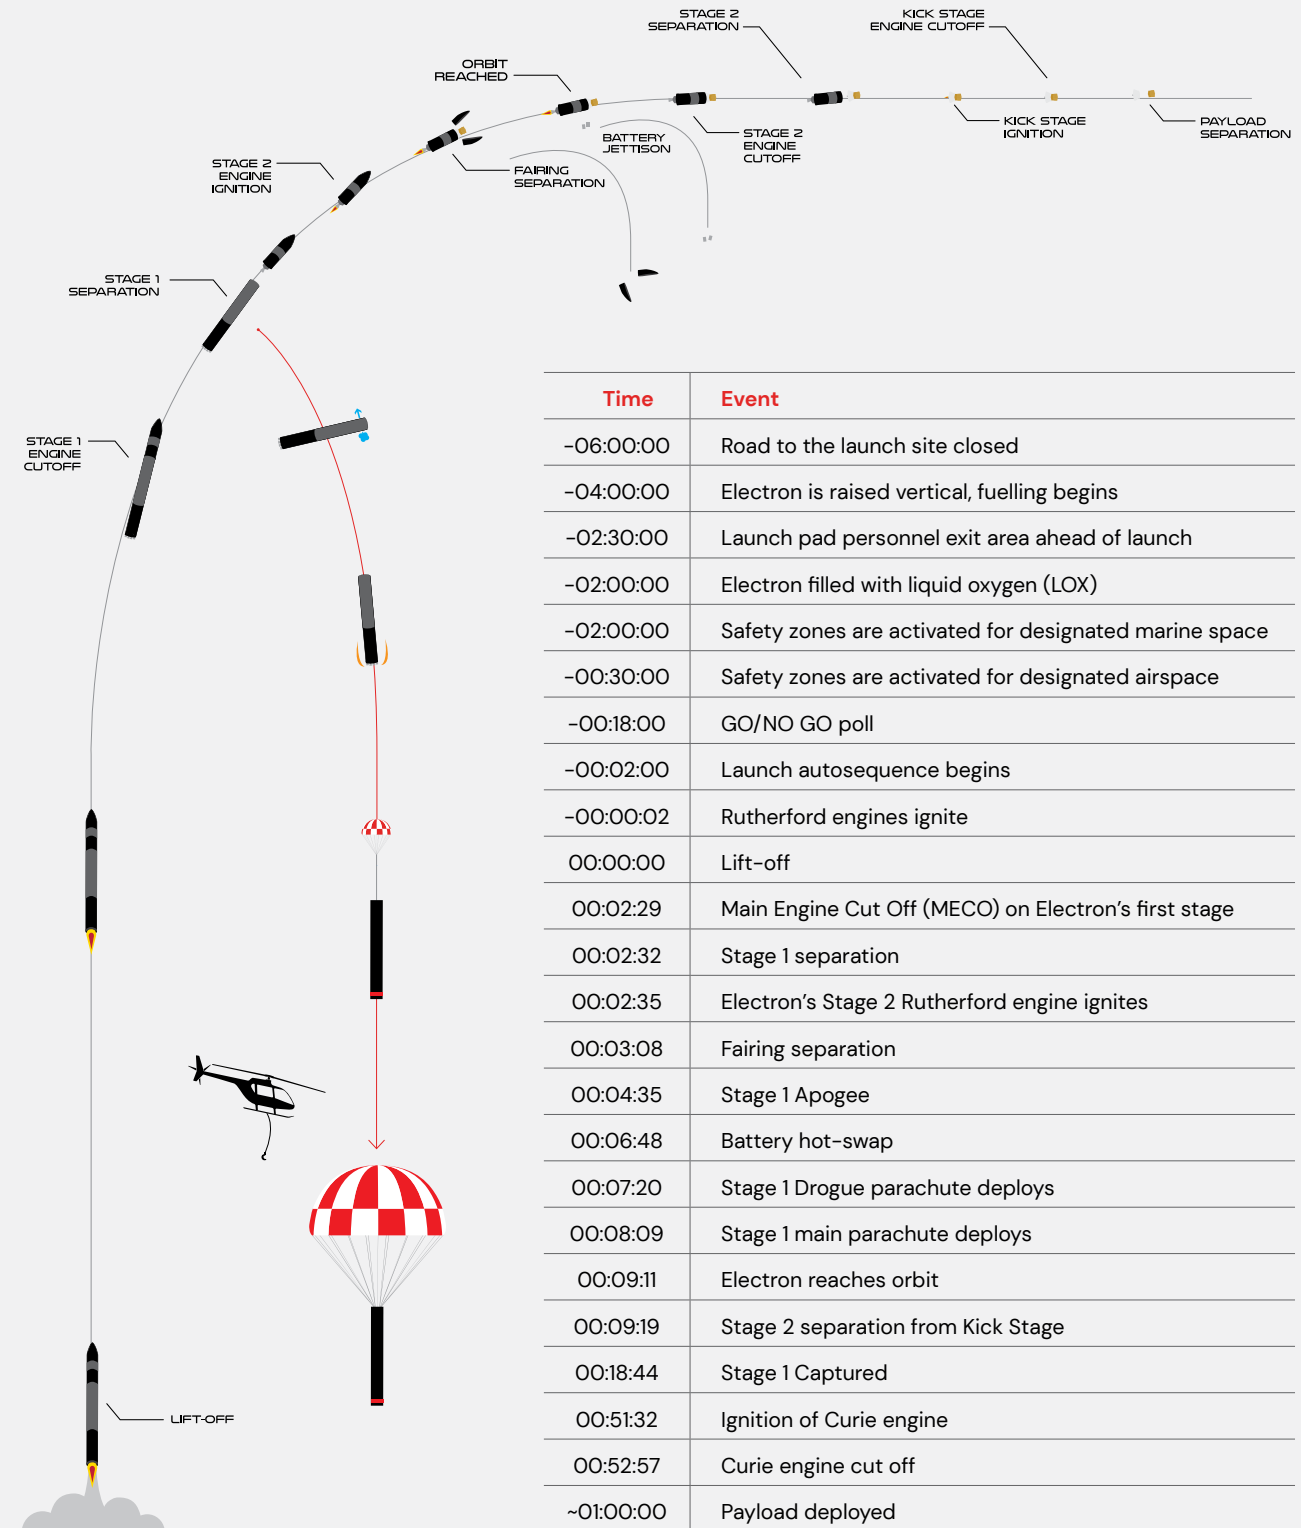 STAGE 2
SEPARATION
KICK STAGE
ENGINE CUTOFF
ORBIT
REACHED
BATTERY
JETTISON
STAGE 2
ENGINE
CUTOFF
KICK STAGE
IGNITION
PAYLOAD
SEPARATION
STAGE 2
ENGINE
IGNITION
FAIRING
SEPARATION
STAGE 1
SEPARATION
STAGE 1
ENGINE
CUTOFF
LIFT-OFF
Time Event
-06:00:00 Road to the launch site closed
-04:00:00 Electron is raised vertical, fuelling begins
-02:30:00 Launch pad personnel exit area ahead of launch
-02:00:00 Electron filled with liquid oxygen (LOX)
-02:00:00 Safety zones are activated for designated marine space
-00:30:00 Safety zones are activated for designated airspace
-00:18:00 GO/NO GO poll
-00:02:00 Launch autosequence begins
-00:00:02 Rutherford engines ignite
00:00:00 Lift-off
00:02:29 Main Engine Cut Off (MECO) on Electron’s first stage
00:02:32 Stage 1 separation
00:02:35 Electron’s Stage 2 Rutherford engine ignites
00:03:08 Fairing separation
00:04:35 Stage 1 Apogee
00:06:48 Battery hot-swap
00:07:20 Stage 1 Drogue parachute deploys
00:08:09 Stage 1 main parachute deploys
00:09:11 Electron reaches orbit
00:09:19 Stage 2 separation from Kick Stage
00:18:44 Stage 1 Captured
00:51:32 Ignition of Curie engine
00:52:57 Curie engine cut off
~01:00:00 Payload deployed